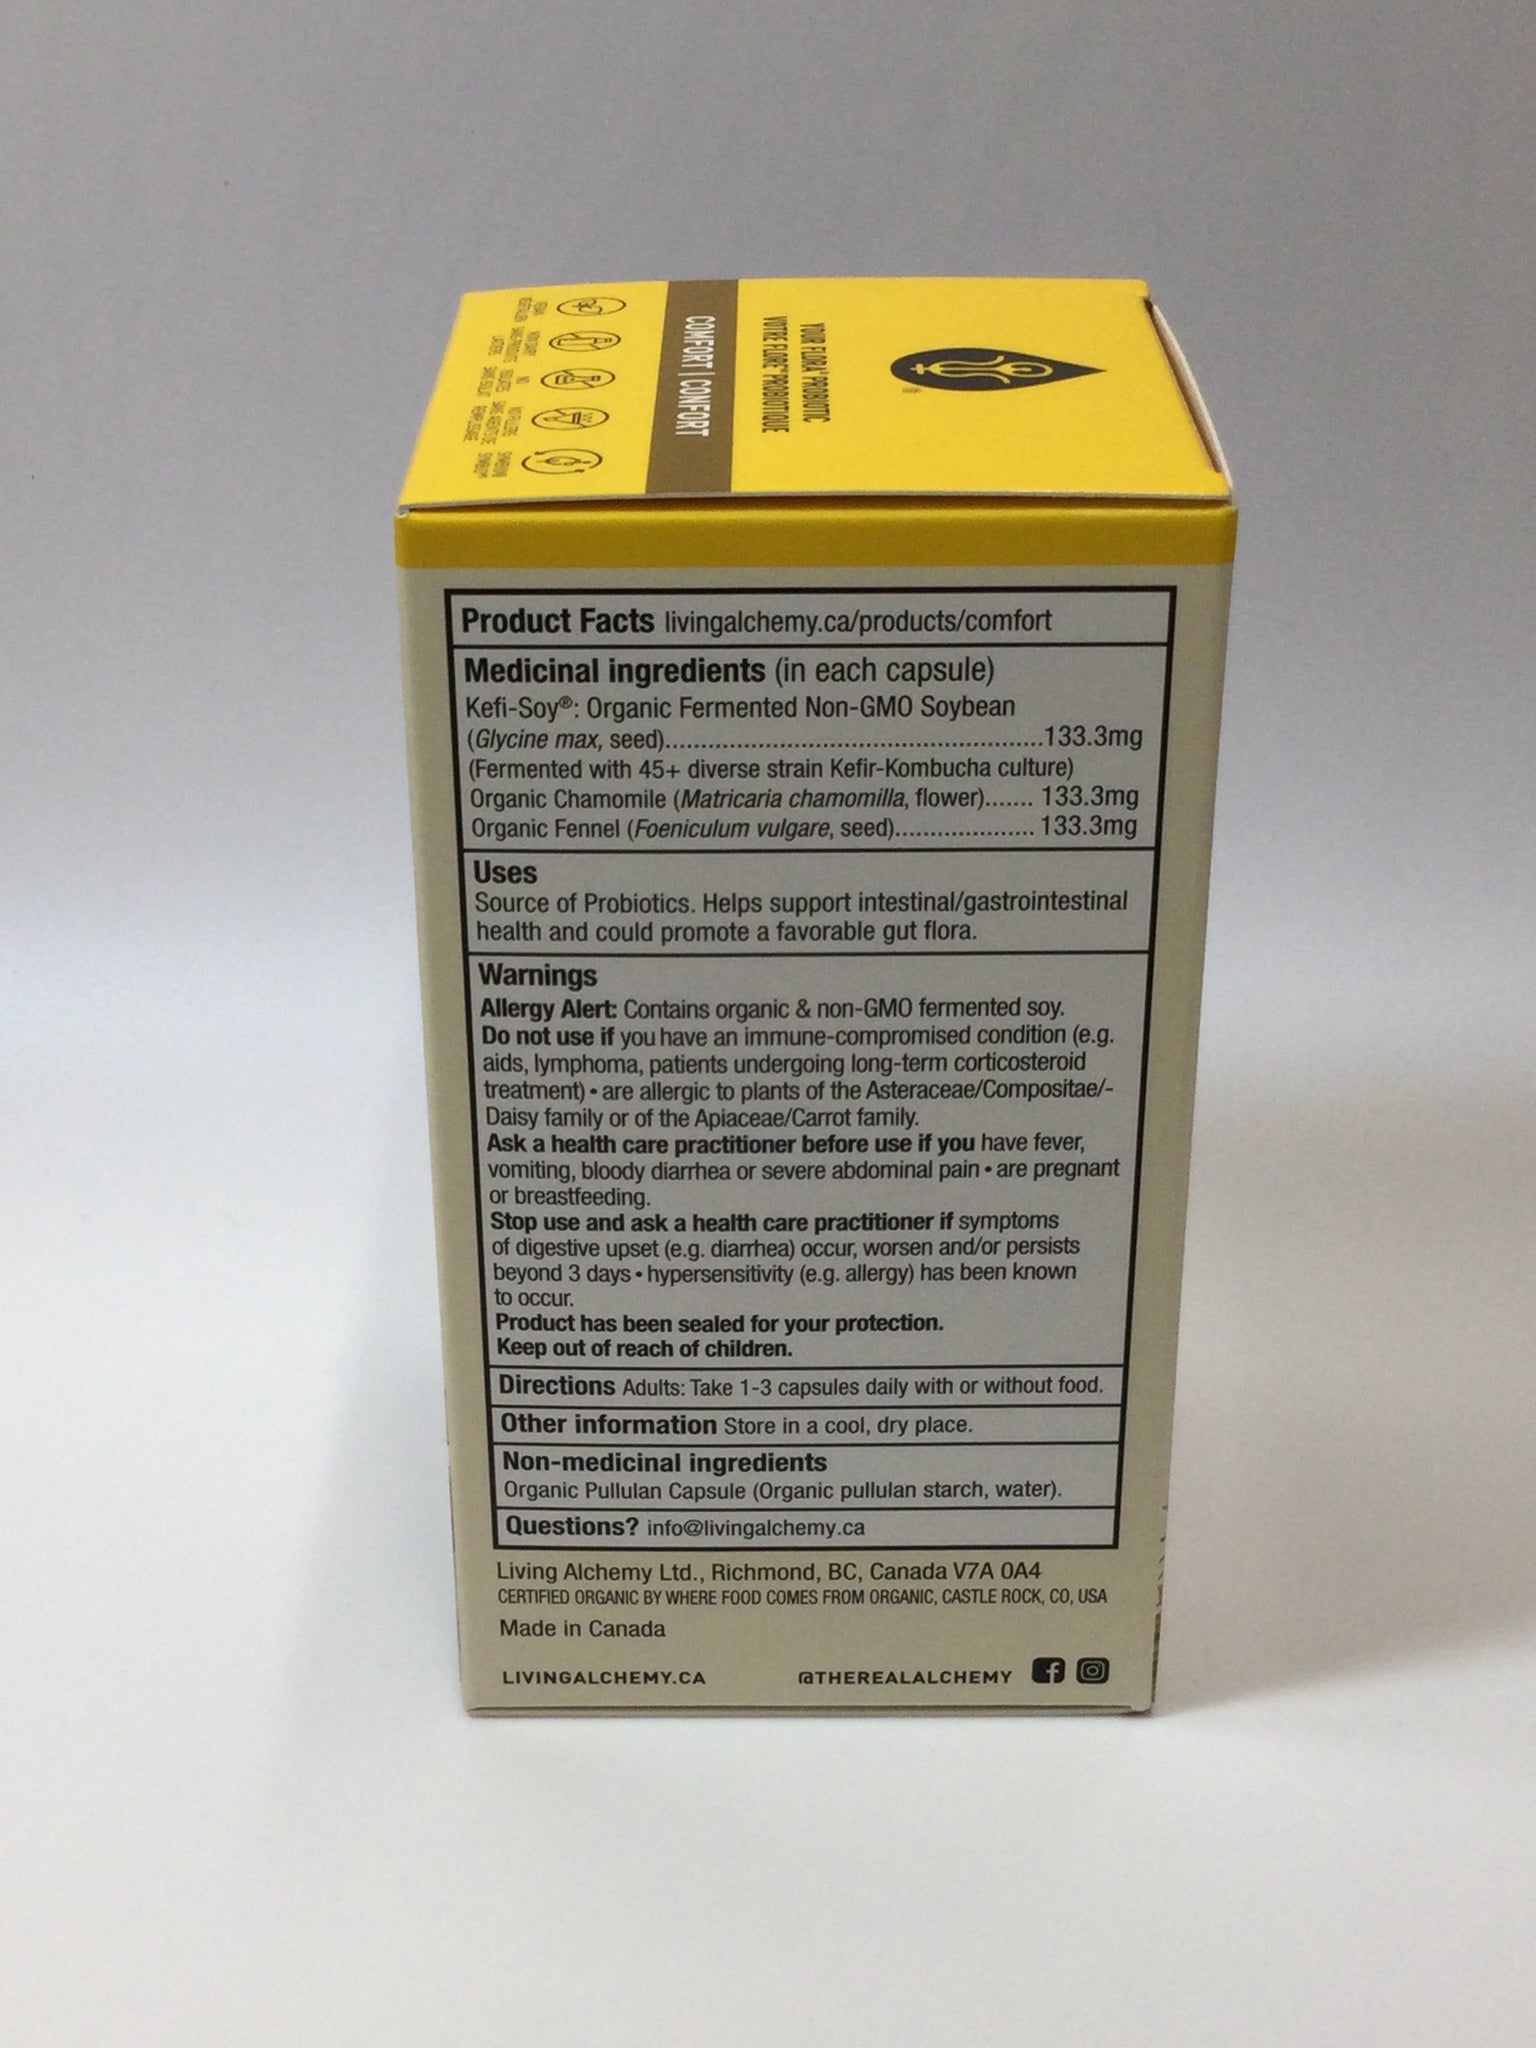 YOUR FLORA® PROBIOTIC
VOTRE FLORE® PROBIOTIQUE
COMFORT | CONFORT
Product Facts livingalchemy.ca/products/comfort
Medicinal ingredients (in each capsule)
Kefi-Soy®: Organic Fermented Non-GMO Soybean
(Glycine max, seed)....................................................133.3mg
(Fermented with 45+ diverse strain Kefir-Kombucha culture)
Organic Chamomile (Matricaria chamomilla, flower)....... 133.3mg
Organic Fennel (Foeniculum vulgare, seed).................... 133.3mg
Uses
Source of Probiotics. Helps support intestinal/gastrointestinal
health and could promote a favorable gut flora.
Warnings
Allergy Alert: Contains organic & non-GMO fermented soy.
Do not use if you have an immune-compromised condition (e.g.
aids, lymphoma, patients undergoing long-term corticosteroid
treatment) • are allergic to plants of the Asteraceae/Compositae/-
Daisy family or of the Apiaceae/Carrot family.
Ask a health care practitioner before use if you have fever,
vomiting, bloody diarrhea or severe abdominal pain • are pregnant
or breastfeeding.
Stop use and ask a health care practitioner if symptoms
of digestive upset (e.g. diarrhea) occur, worsen and/or persists
beyond 3 days • hypersensitivity (e.g. allergy) has been known
to occur.
Product has been sealed for your protection.
Keep out of reach of children.
Directions Adults: Take 1-3 capsules daily with or without food.
Other information Store in a cool, dry place.
Non-medicinal ingredients
Organic Pullulan Capsule (Organic pullulan starch, water).
Questions? info@livingalchemy.ca
Living Alchemy Ltd., Richmond, BC, Canada V7A 0A4
CERTIFIED ORGANIC BY WHERE FOOD COMES FROM ORGANIC, CASTLE ROCK, CO, USA
Made in Canada
LIVINGALCHEMY.CA
@THEREALALCHEMY